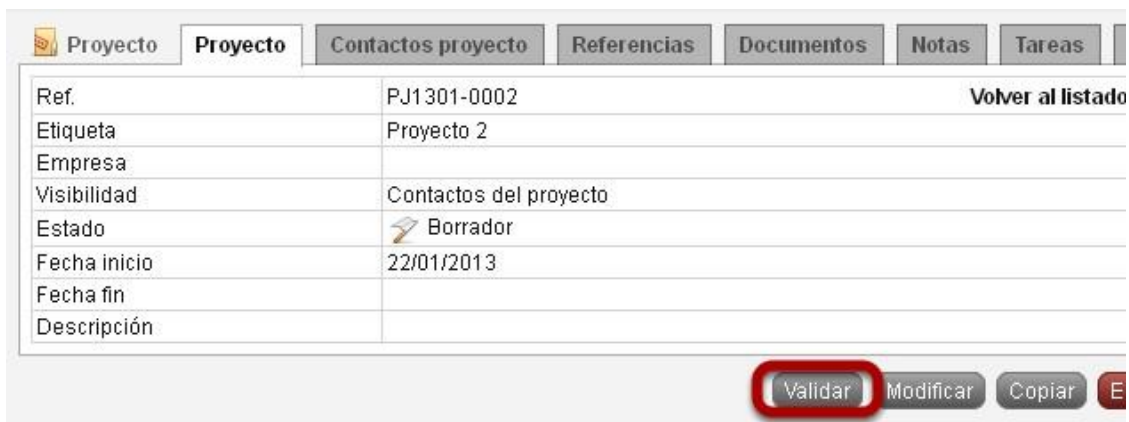 Proyecto Proyecto Contactos proyecto Referencias Documentos Notas Tareas
Ref. PJ1301-0002 Volver al listado
Etiqueta Proyecto 2
Empresa
Visibilidad Contactos del proyecto
Estado Borrador
Fecha inicio 22/01/2013
Fecha fin
Descripción
Validar Modificar Copiar